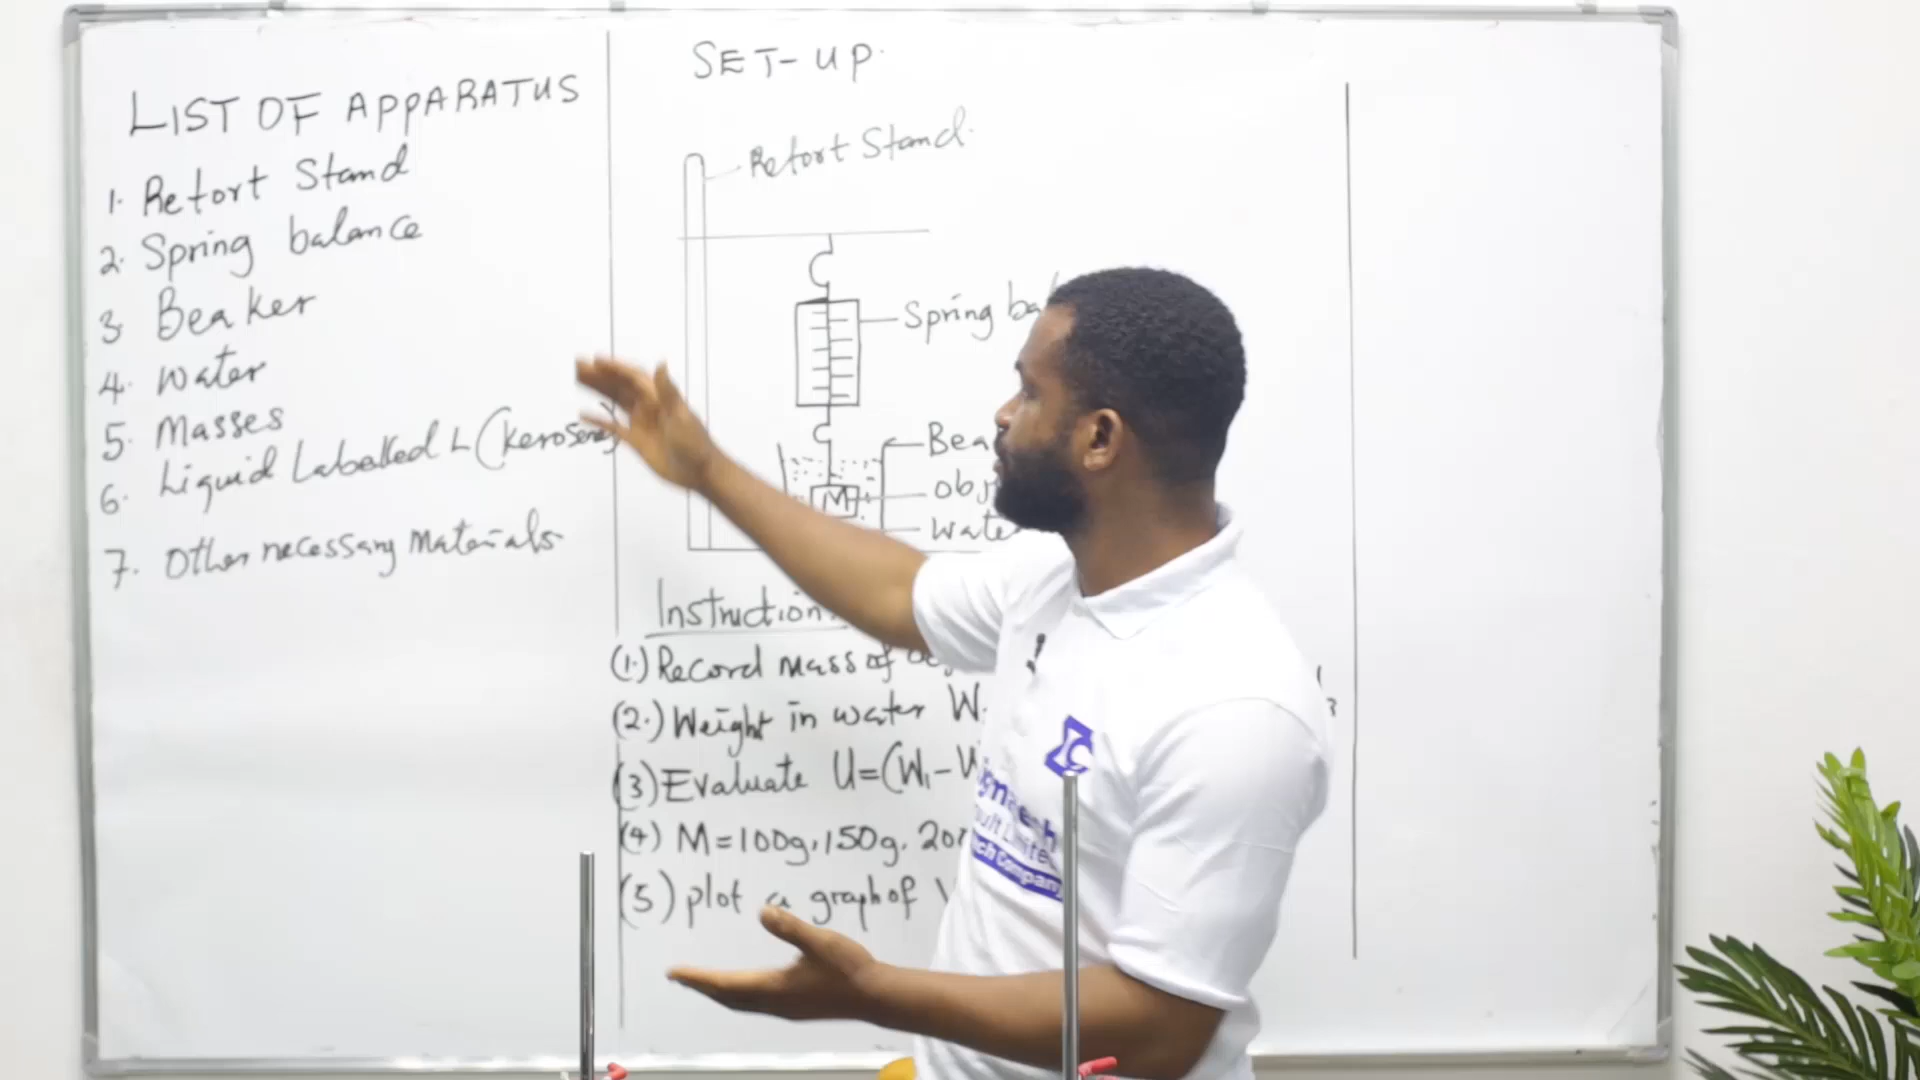 LIST OF APPARATUS
1. Retort Stand
2. Spring balance
3. Beaker
4. Water
5. Masses
6. Liquid Labelled L (kerosene)
7. Other necessary Materials
SET-UP.
Retort Stand.
Spring ba
Bea
obj
Wate
M
Instruction
(1.) Record mass of
(2.) Weight in water W
(3) Evaluate U=(W₁-W
(4) M=100g, 150g, 20
(5) plot a graph of